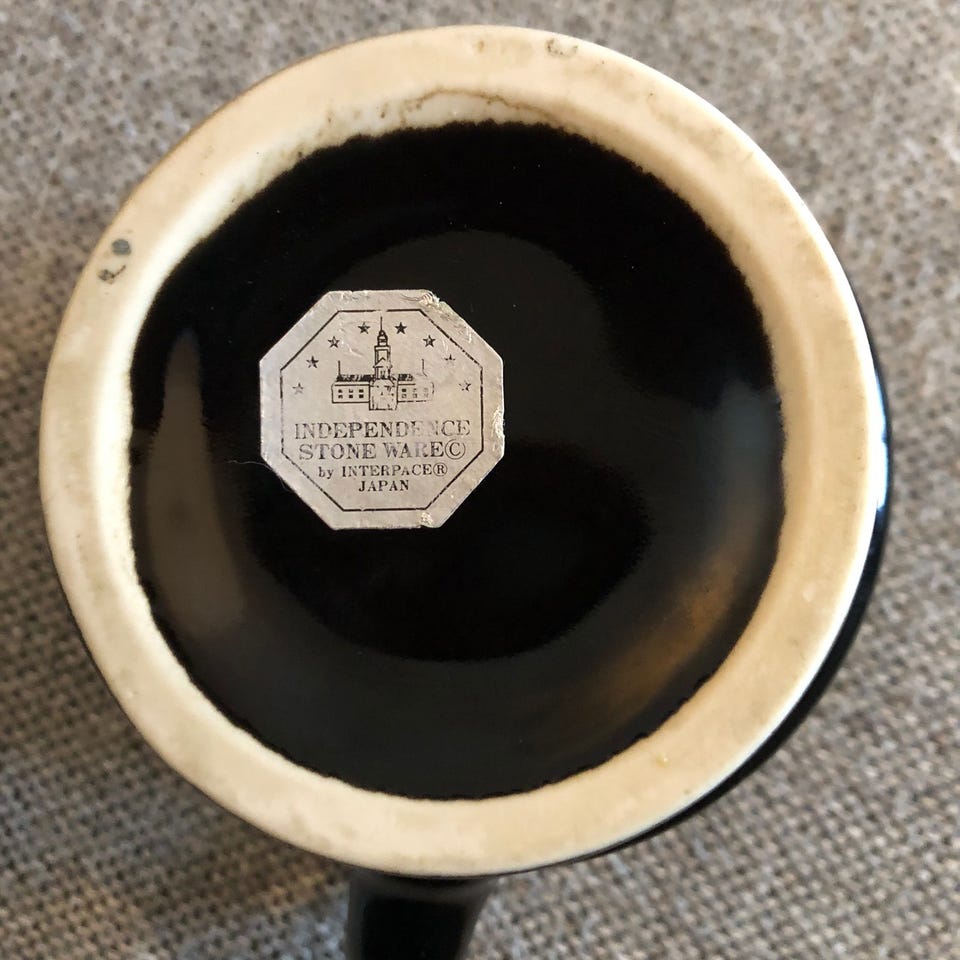 INDEPENDENCE
STONE WARE©
by INTERPACE®
JAPAN